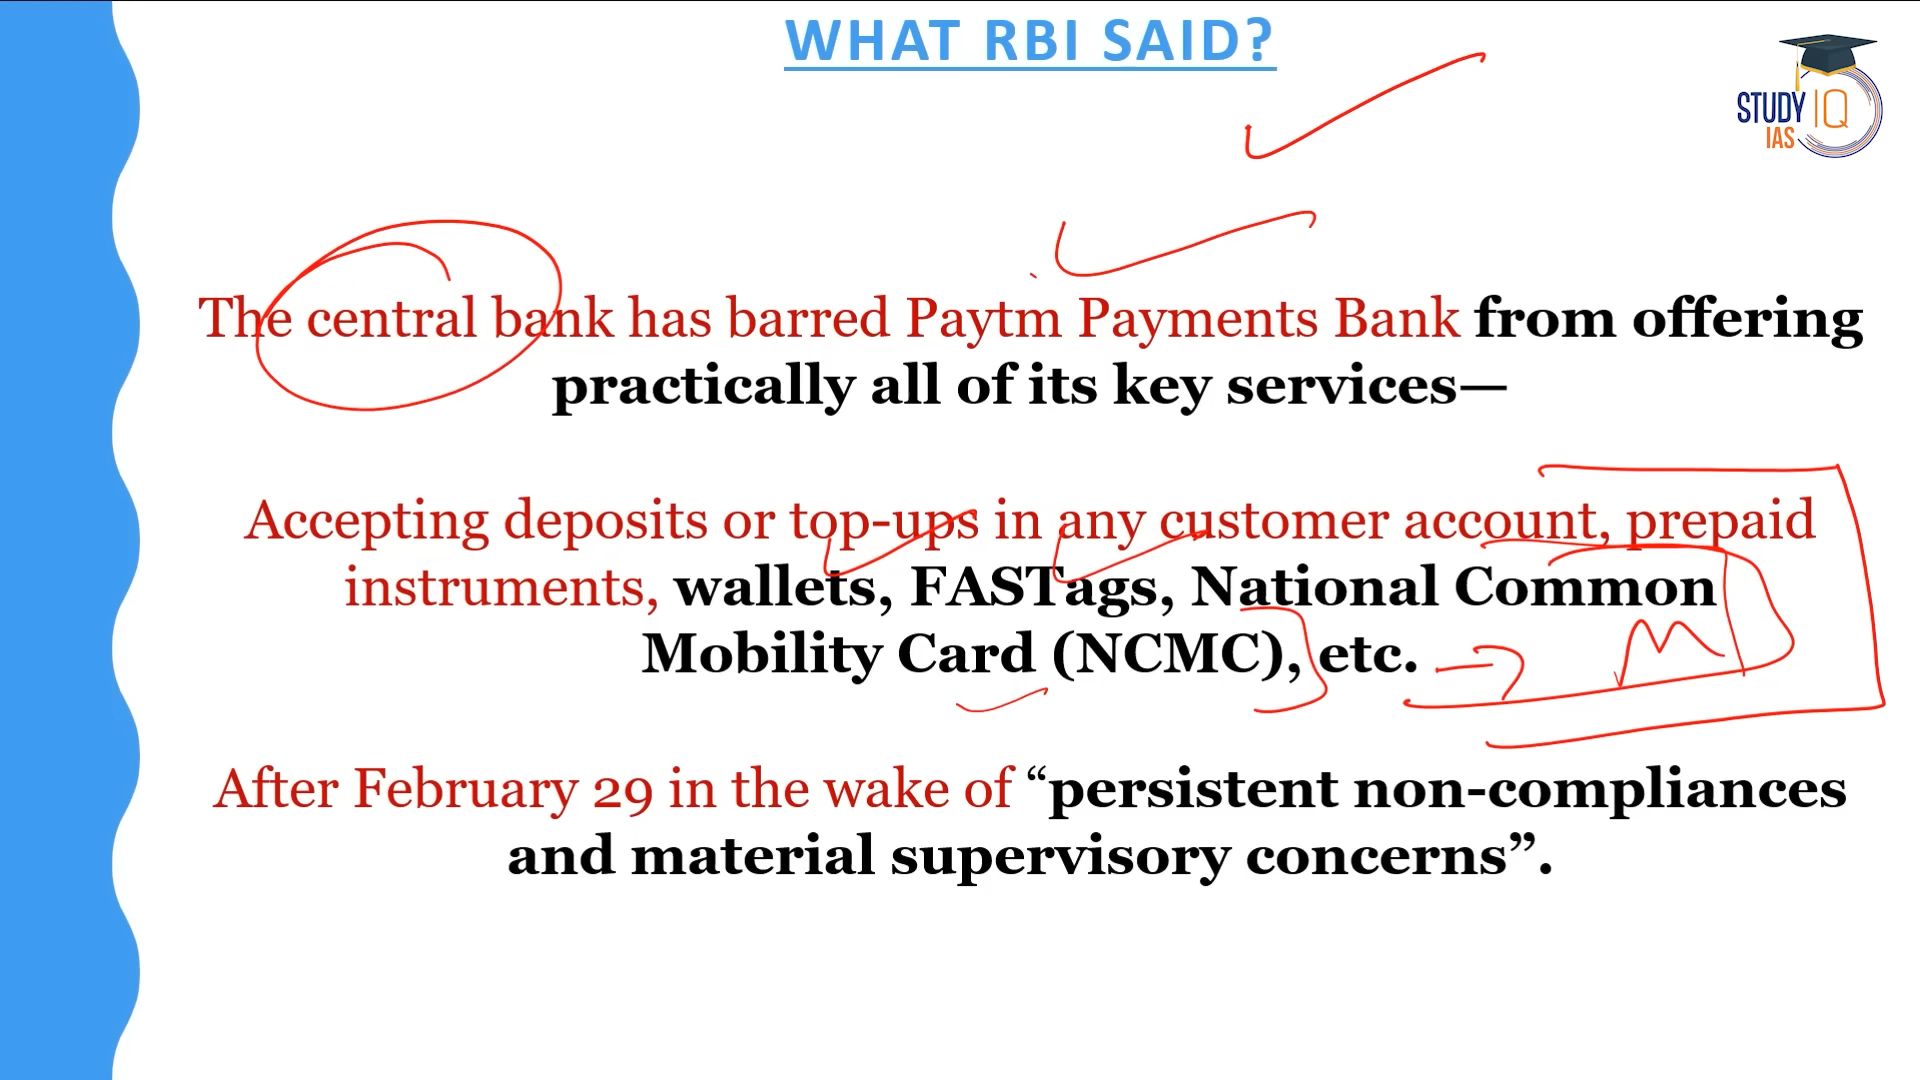 WHAT RBI SAID?
STUDY IQ
IAS
The central bank has barred Paytm Payments Bank from offering
practically all of its key services—
Accepting deposits or top-ups in any customer account, prepaid
instruments, wallets, FASTags, National Common
Mobility Card (NCMC), etc.
M
After February 29 in the wake of “persistent non-compliances
and material supervisory concerns”.